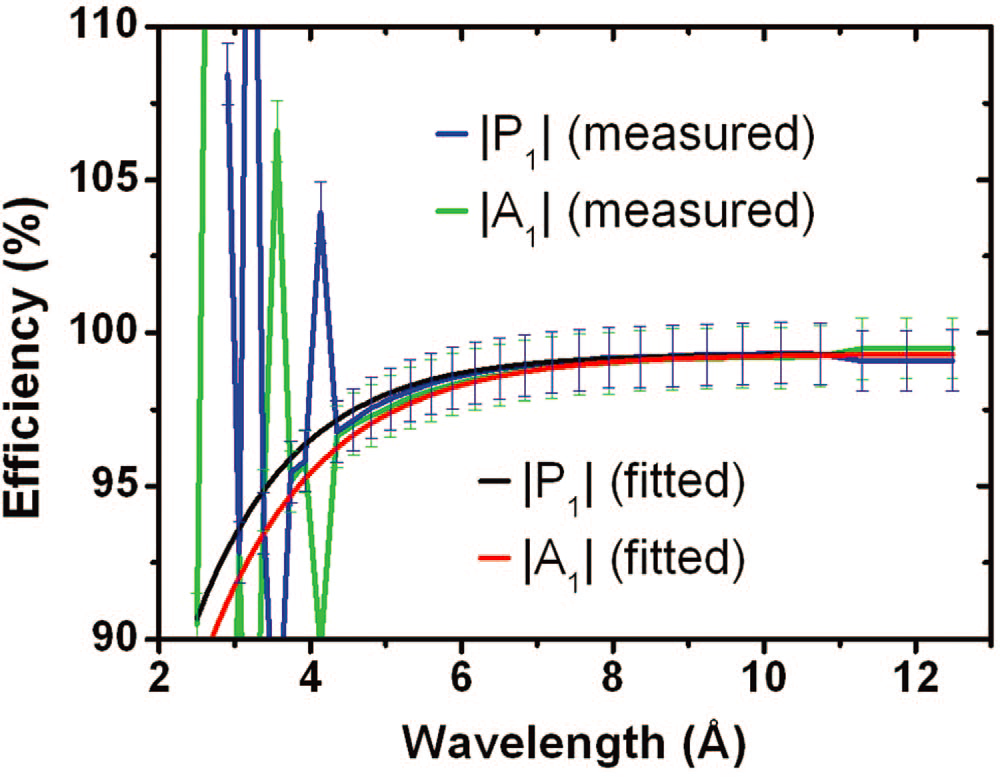 110
105
100
95
90
Efficiency (%)
|P₁| (measured)
|A₁| (measured)
|P₁| (fitted)
|A₁| (fitted)
2 4 6 8 10 12
Wavelength (Å)